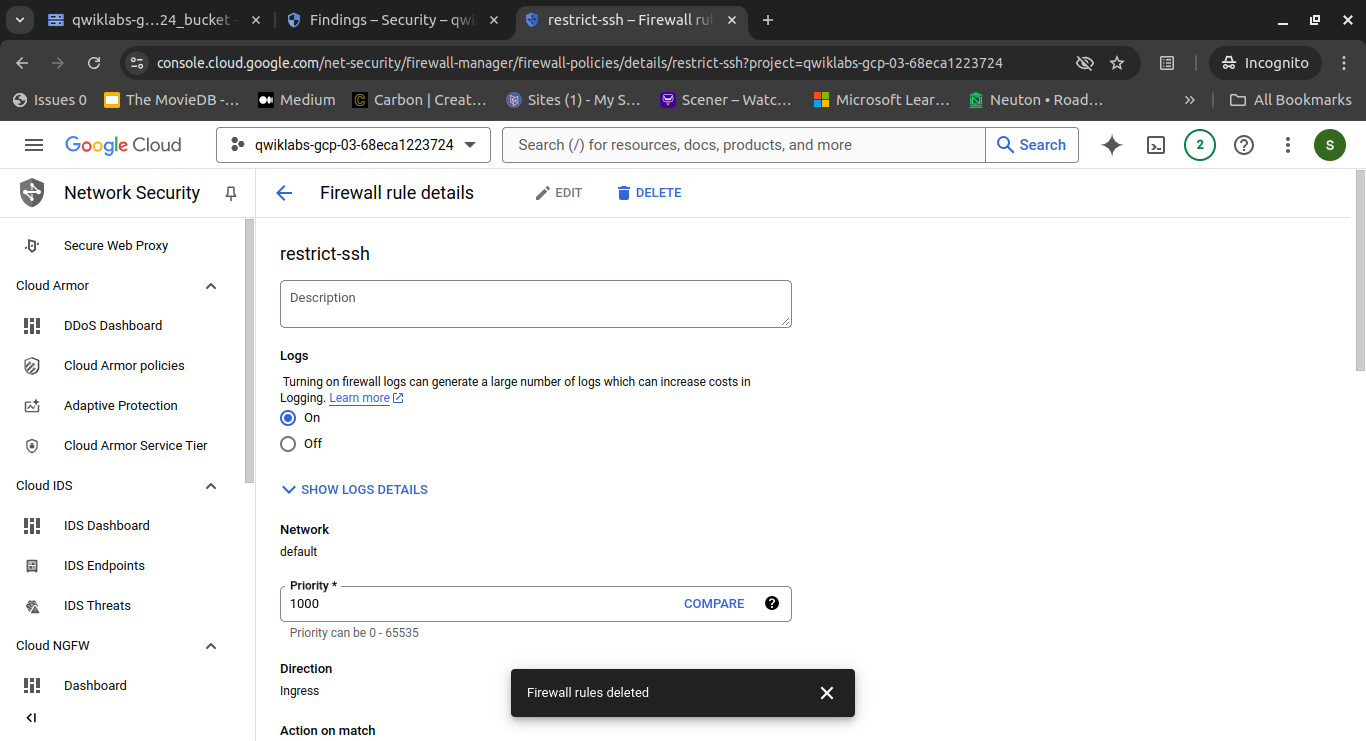 qwiklabs-g…24_bucket –
Findings – Security – qwi
restrict-ssh – Firewall rul
console.cloud.google.com/net-security/firewall-manager/firewall-policies/details/restrict-ssh?project=qwiklabs-gcp-03-68eca1223724
Incognito
Issues 0
The MovieDB -…
Medium
Carbon | Creat…
Sites (1) - My S…
Scener – Watc…
Microsoft Lear…
Neuton • Road…
All Bookmarks
Google Cloud
qwiklabs-gcp-03-68eca1223724
Search (/) for resources, docs, products, and more
Search
2
S
Network Security
Firewall rule details
EDIT
DELETE
Secure Web Proxy
Cloud Armor
DDoS Dashboard
Cloud Armor policies
Adaptive Protection
Cloud Armor Service Tier
Cloud IDS
IDS Dashboard
IDS Endpoints
IDS Threats
Cloud NGFW
Dashboard
restrict-ssh
Description
Logs
Turning on firewall logs can generate a large number of logs which can increase costs in
Logging. Learn more
On
Off
SHOW LOGS DETAILS
Network
default
Priority *
1000
COMPARE
Priority can be 0 - 65535
Direction
Ingress
Action on match
Firewall rules deleted